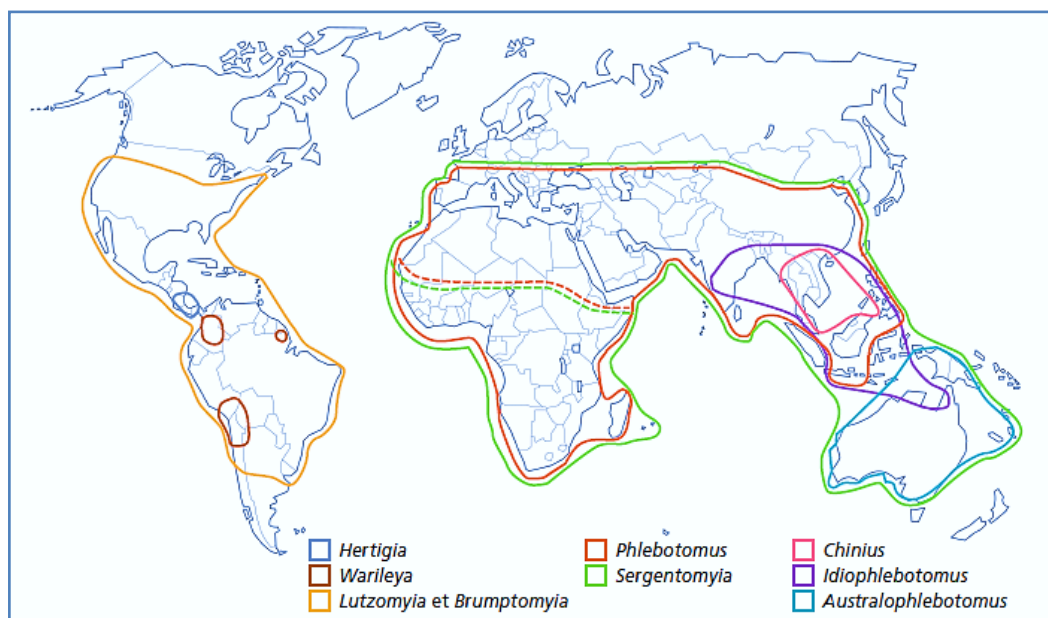 Hertigia
Warileya
Lutzomyia et Brumptomyia
Phlebotomus
Sergentomyia
Chinius
Idiophlebotomus
Australophlebotomus